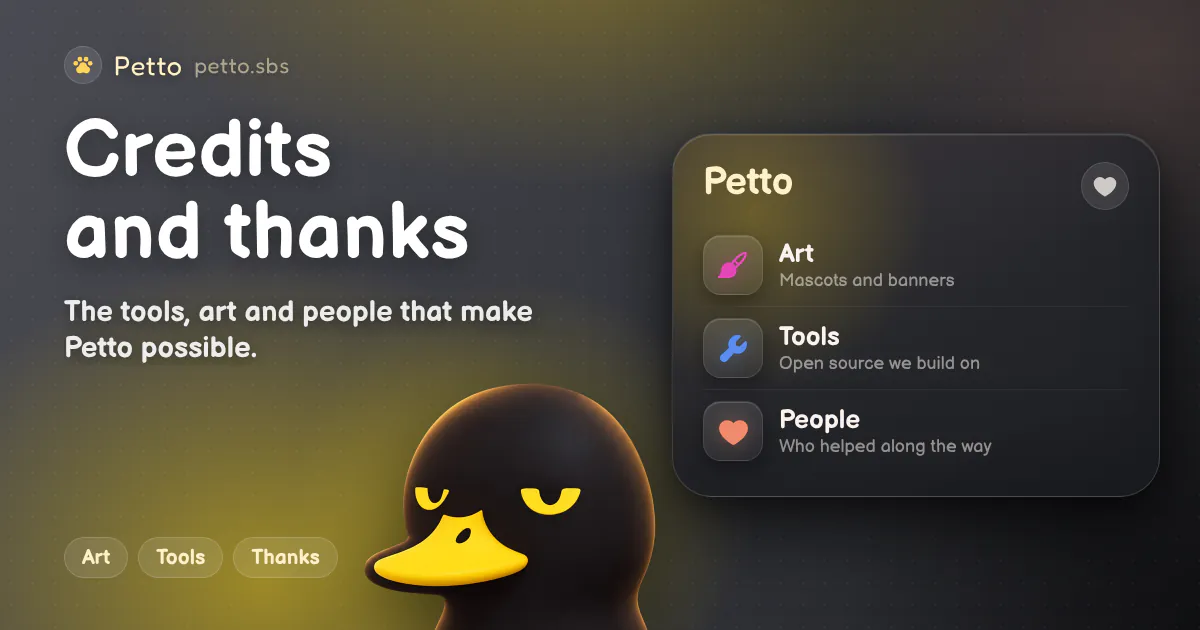 Petto petto.sbs
Credits
and thanks
The tools, art and people that make
Petto possible.
Art Tools Thanks
Petto
Art
Mascots and banners
Tools
Open source we build on
People
Who helped along the way